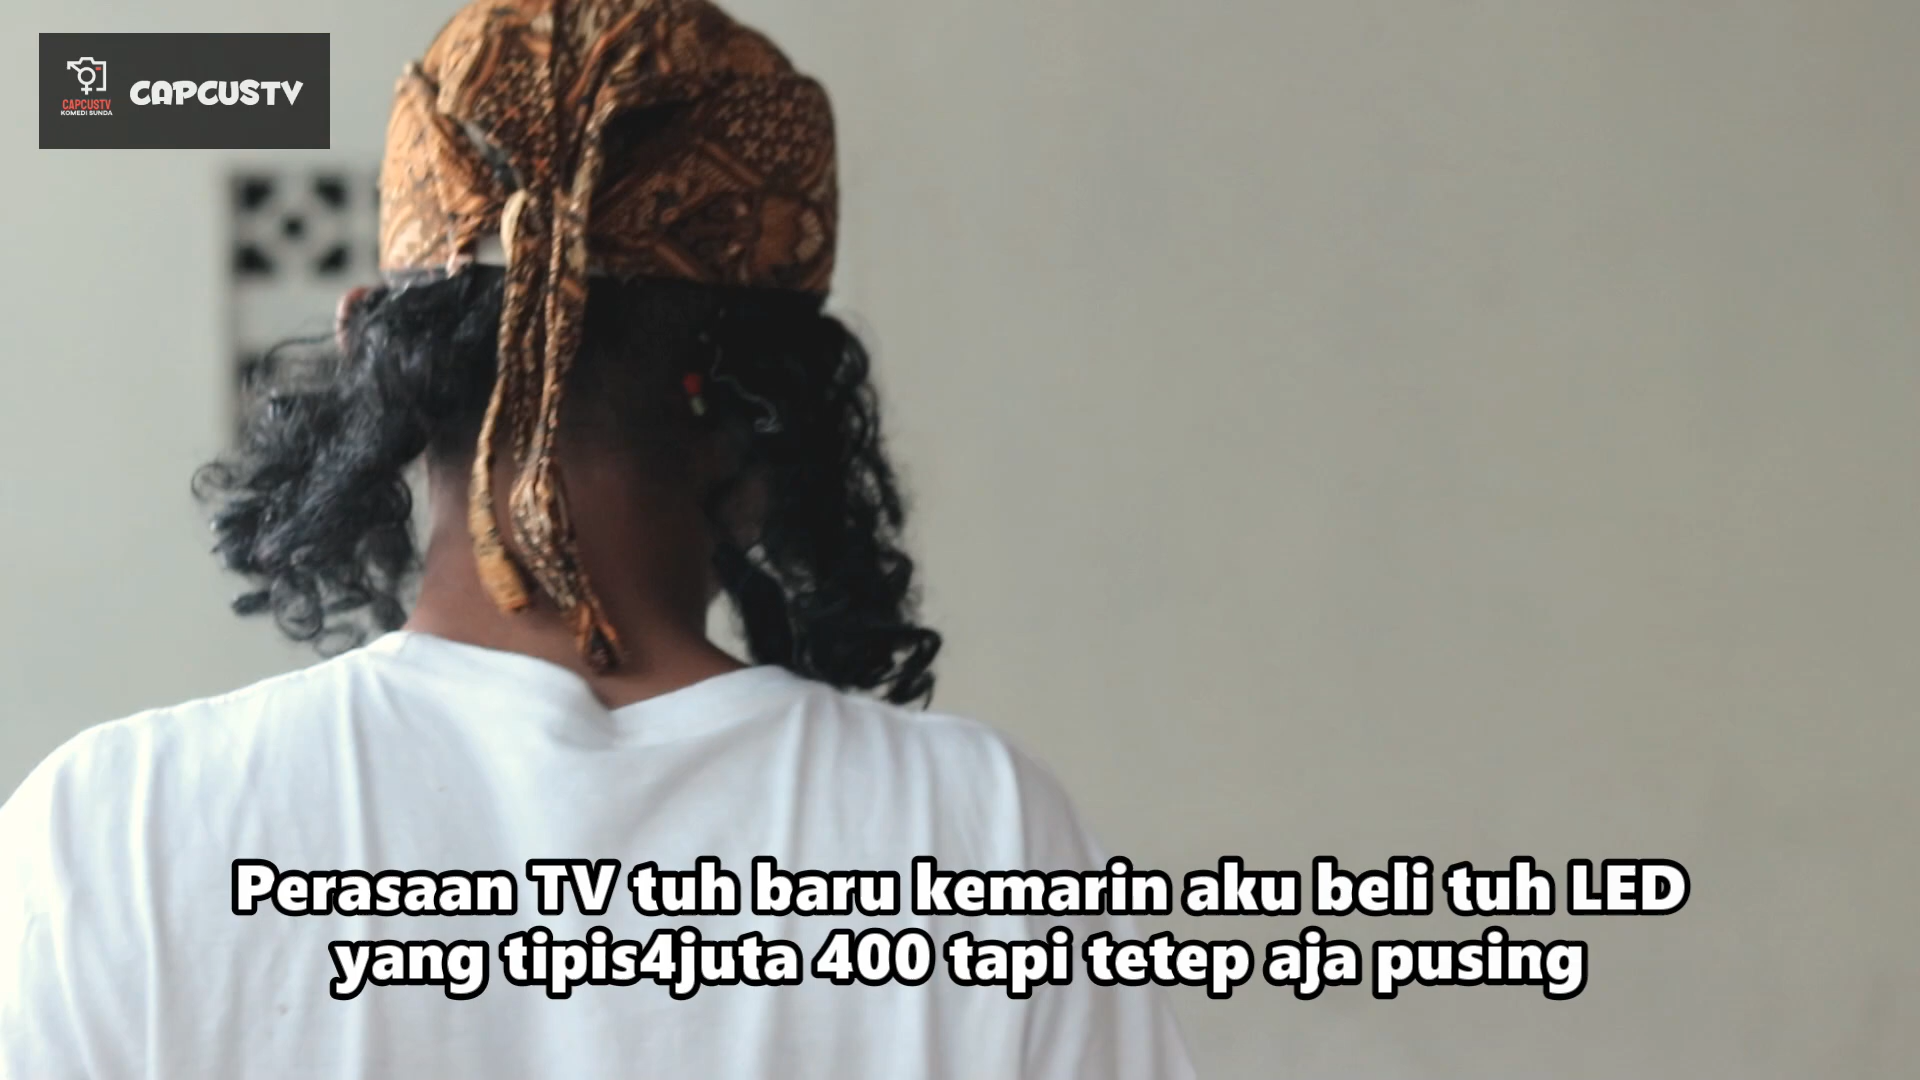 CAPCUSTV
KOMEDI SUNDA
CAPCUSTV
Perasaan TV tuh baru kemarin aku beli tuh LED
yang tipis4juta 400 tapi tetep aja pusing